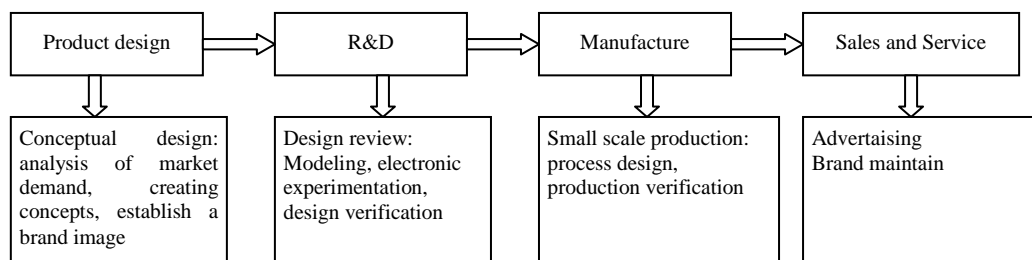 Product design
R&D
Manufacture
Sales and Service
Conceptual design:
analysis of market
demand, creating
concepts, establish a
brand image
Design review:
Modeling, electronic
experimentation,
design verification
Small scale production:
process design,
production verification
Advertaising
Brand maintain